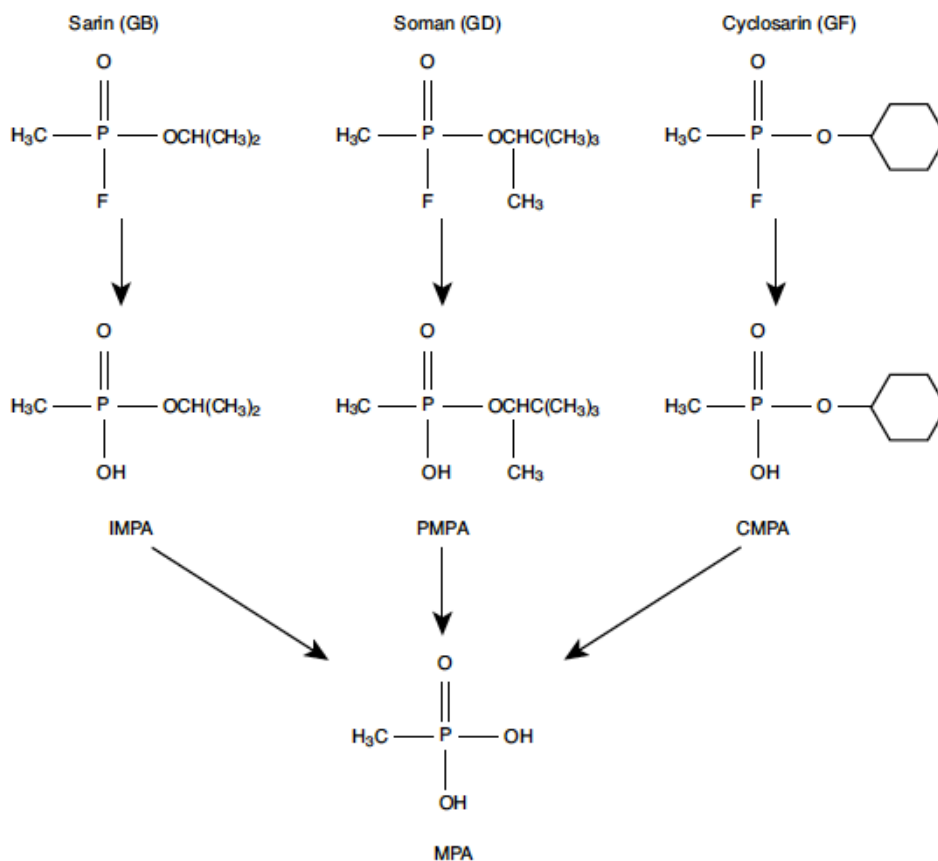 Sarin (GB)
Soman (GD)
Cyclosarin (GF)
O
O
O
H₃C
P
OCH(CH₃)₂
H₃C
P
OCHC(CH₃)₃
H₃C
P
O
F
F
CH₃
F
O
O
O
H₃C
P
OCH(CH₃)₂
H₃C
P
OCHC(CH₃)₃
H₃C
P
O
OH
OH
CH₃
OH
IMPA
PMPA
CMPA
O
H₃C
P
OH
OH
MPA